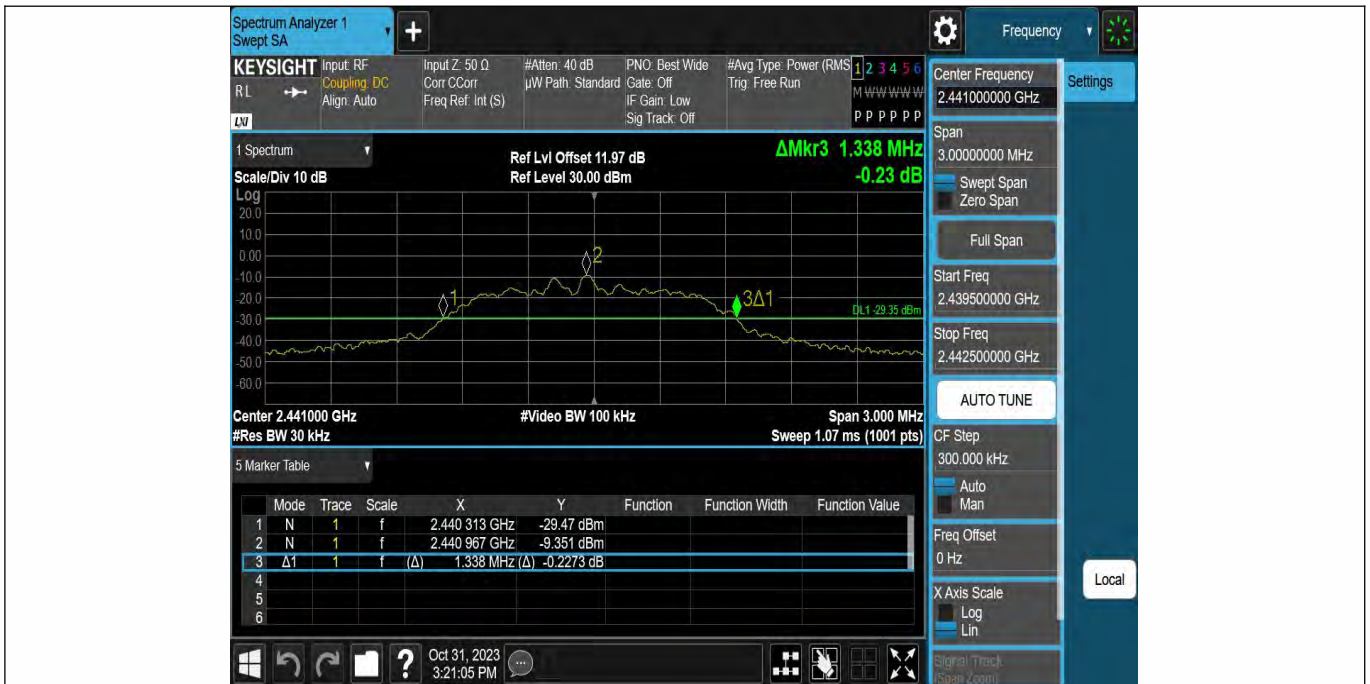 Spectrum Analyzer 1
Swept SA
+
Frequency
KEYSIGHT
RL
LXI
Input: RF
Coupling: DC
Align: Auto
Input Z: 50 Ω
Corr CCorr
Freq Ref: Int (S)
#Atten: 40 dB
µW Path: Standard
PNO: Best Wide
Gate: Off
IF Gain: Low
Sig Track: Off
#Avg Type: Power (RMS
Trig: Free Run
1 2 3 4 5 6
M W W W W W
P P P P P P
1 Spectrum
Scale/Div 10 dB
Log
Ref Lvl Offset 11.97 dB
Ref Level 30.00 dBm
ΔMkr3 1.338 MHz
-0.23 dB
20.0
10.0
0.00
-10.0
-20.0
-30.0
-40.0
-50.0
-60.0
1
2
3Δ1
DL1 -29.35 dBm
Center 2.441000 GHz
#Res BW 30 kHz
#Video BW 100 kHz
Span 3.000 MHz
Sweep 1.07 ms (1001 pts)
5 Marker Table
Mode Trace Scale X Y Function Function Width Function Value
1 N 1 f 2.440 313 GHz -29.47 dBm
2 N 1 f 2.440 967 GHz -9.351 dBm
3 Δ1 1 f (Δ) 1.338 MHz (Δ) -0.2273 dB
4
5
6
Center Frequency
2.441000000 GHz
Settings
Span
3.00000000 MHz
Swept Span
Zero Span
Full Span
Start Freq
2.439500000 GHz
Stop Freq
2.442500000 GHz
AUTO TUNE
CF Step
300.000 kHz
Auto
Man
Freq Offset
0 Hz
X Axis Scale
Log
Lin
Signal Track
(Span Zoom)
Local
?
Oct 31, 2023
3:21:05 PM